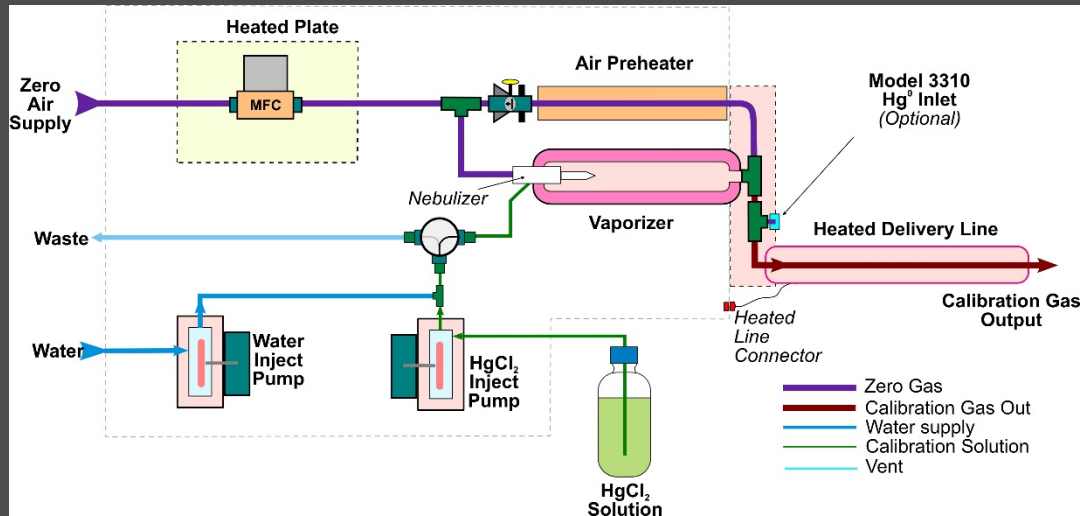 Heated Plate
Zero
Air
Supply
MFC
Air Preheater
Model 3310
Hg⁰ Inlet
(Optional)
Nebulizer
Vaporizer
Waste
Heated Delivery Line
Calibration Gas
Output
Heated
Line
Connector
Water
Water
Inject
Pump
HgCl₂
Inject
Pump
HgCl₂
Solution
Zero Gas
Calibration Gas Out
Water supply
Calibration Solution
Vent